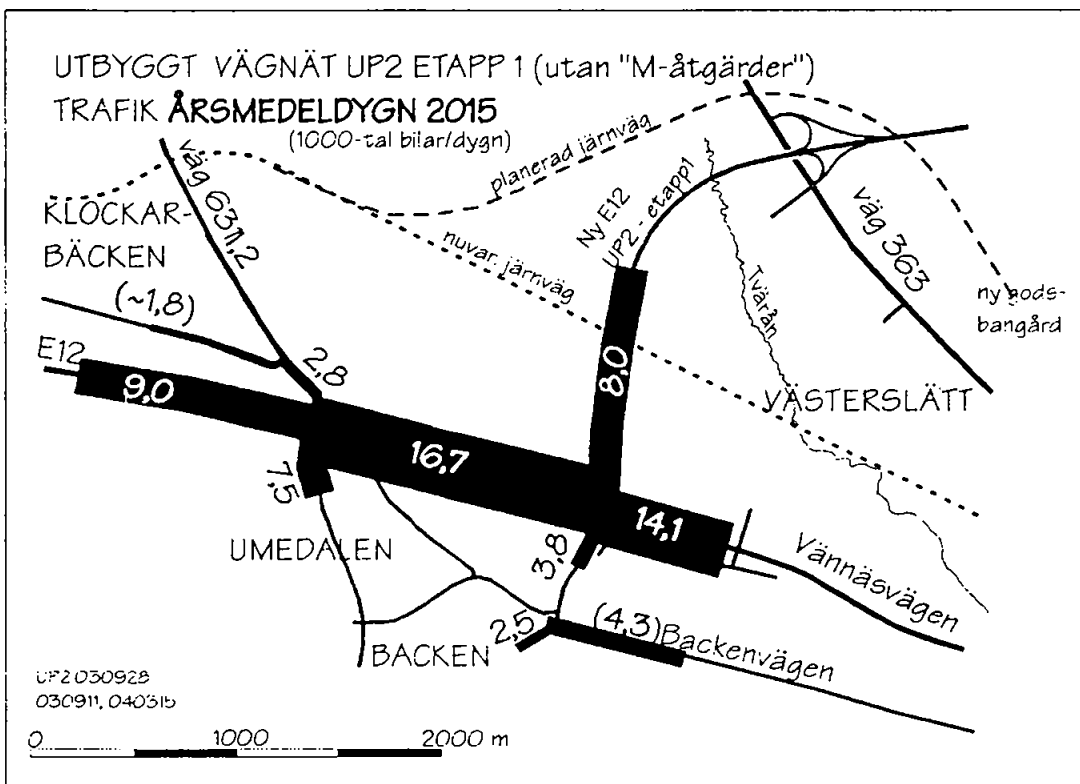 UTBYGGT VÄGNÄT UP2 ETAPP 1 (utan "M-åtgärder")
TRAFIK ÅRSMEDELDYGN 2015
(1000-tal bilar/dygn)
väg 631
1,2
planerad järnväg
KLOCKAR-
BÄCKEN
nuvar. järnväg
Ny E12
UP2 - etapp1
Tvärån
väg 363
ny gods-
bangård
(~1,8)
E12
9,0
2,8
8,0
VÄSTERSLÄTT
16,7
7,5
14,1
UMEDALEN
3,8
Vännäsvägen
2,5
(4,3)
Backenvägen
BACKEN
UP2 030928
030911, 040315
0
1000
2000 m